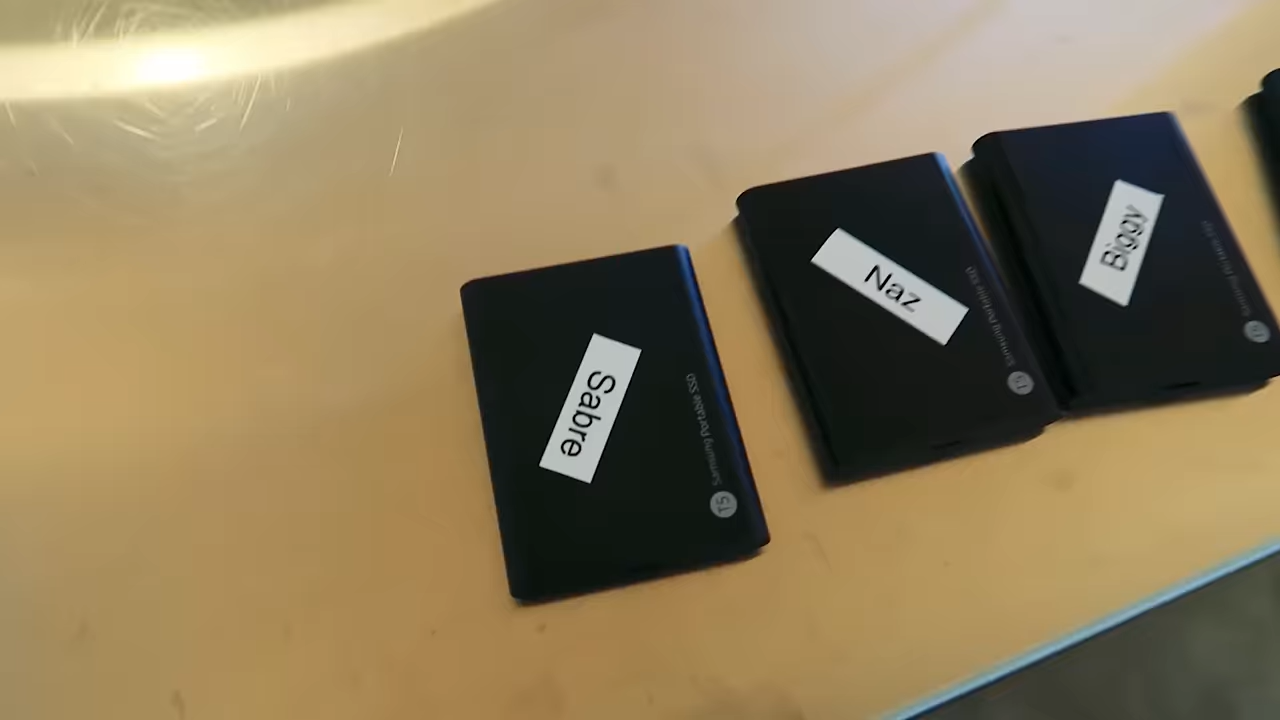 Sabre
Samsung Portable SSD
T5
Naz
Samsung Portable SSD
T5
Biggy
Samsung Portable SSD
T5